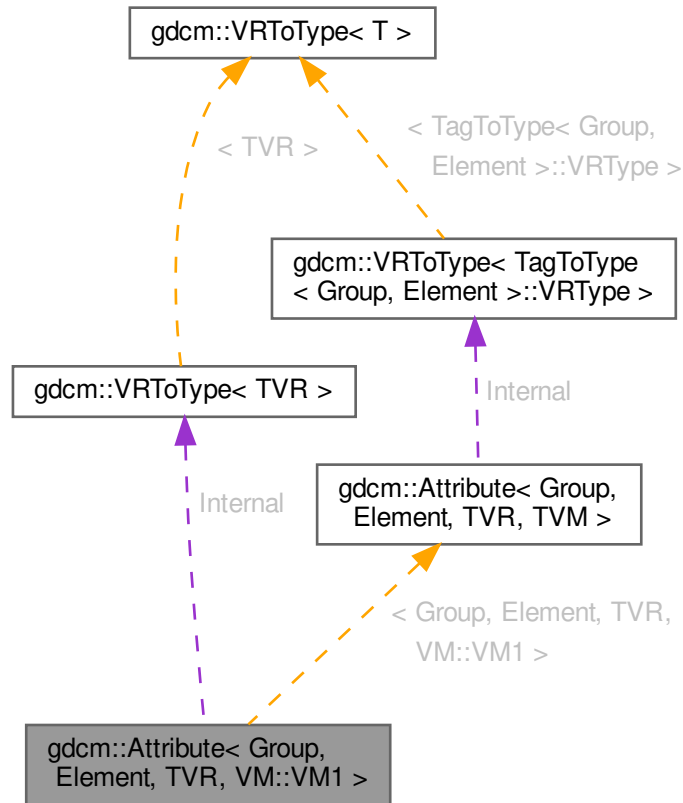 gdcm::VRToType< T >
< TVR >
< TagToType< Group,
Element >::VRType >
gdcm::VRToType< TagToType
< Group, Element >::VRType >
gdcm::VRToType< TVR >
Internal
gdcm::Attribute< Group,
Element, TVR, TVM >
Internal
< Group, Element, TVR,
VM::VM1 >
gdcm::Attribute< Group,
Element, TVR, VM::VM1 >